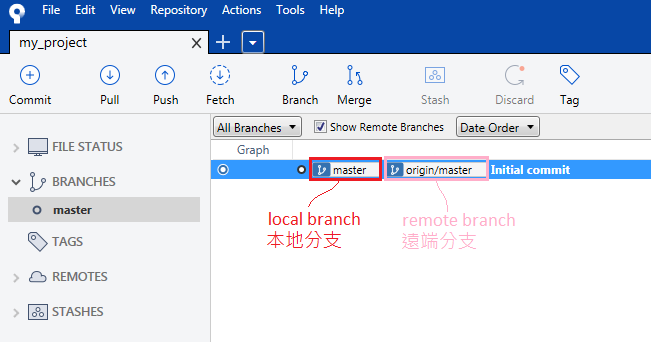 File Edit View Repository Actions Tools Help
my_project
Commit Pull Push Fetch Branch Merge Stash Discard Tag
All Branches Show Remote Branches Date Order
FILE STATUS
BRANCHES
master
TAGS
REMOTES
STASHES
Graph
master origin/master Initial commit
local branch
本地分支
remote branch
遠端分支